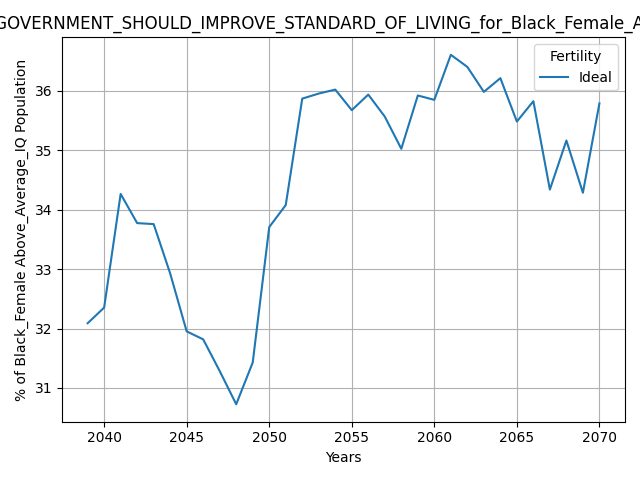 GOVERNMENT_SHOULD_IMPROVE_STANDARD_OF_LIVING_for_Black_Female_A
Fertility
Ideal
% of Black_Female Above_Average_IQ Population
36
35
34
33
32
31
2040 2045 2050 2055 2060 2065 2070
Years